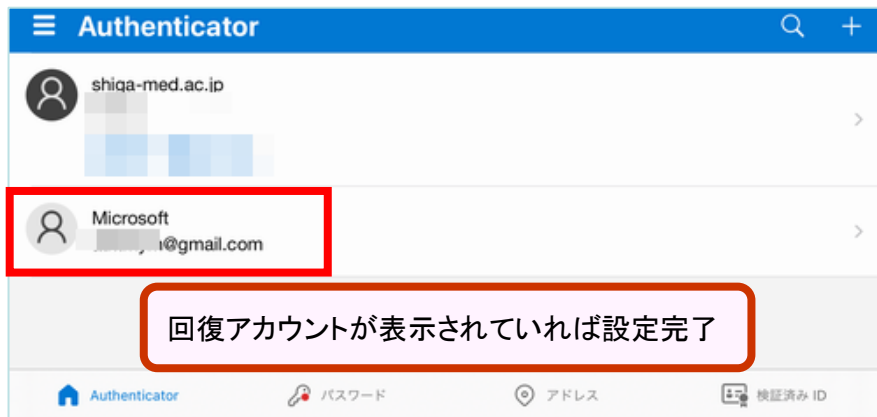 Authenticator
shiga-med.ac.jp
Microsoft
@gmail.com
回復アカウントが表示されていれば設定完了
Authenticator
パスワード
アドレス
検証済み ID